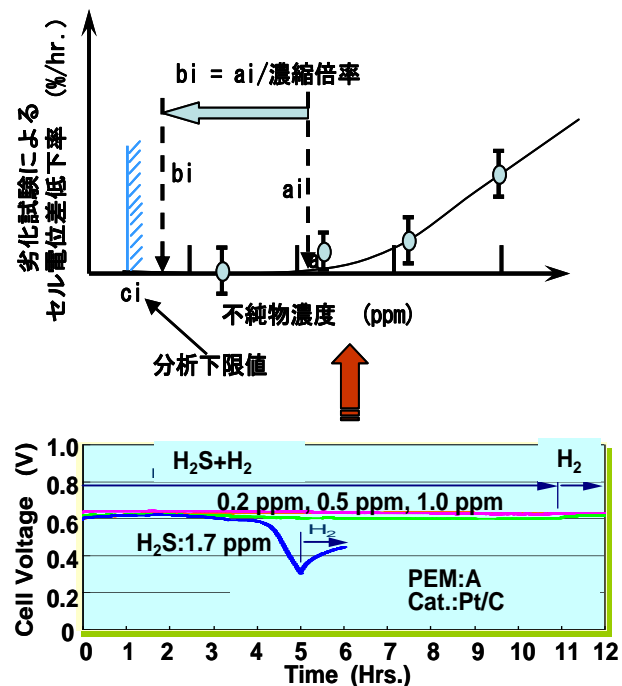 bi = ai/濃縮倍率
劣化試験による
セル電位差低下率 (%/hr.)
bi
ai
a
ci
不純物濃度 (ppm)
分析下限値
Cell Voltage (V)
1.0
0.8
0.6
0.4
0.2
0
H₂S+H₂
H₂
0.2 ppm, 0.5 ppm, 1.0 ppm
H₂S:1.7 ppm
H₂
PEM:A
Cat.:Pt/C
0 1 2 3 4 5 6 7 8 9 10 11 12
Time (Hrs.)